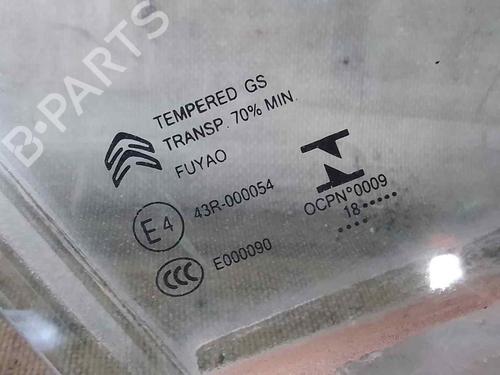 B-PARTS
TEMPERED GS
TRANSP. 70% MIN.
FUYAO
E4 43R-000054
CCC E000090
OCPN°0009
18••••••
••••